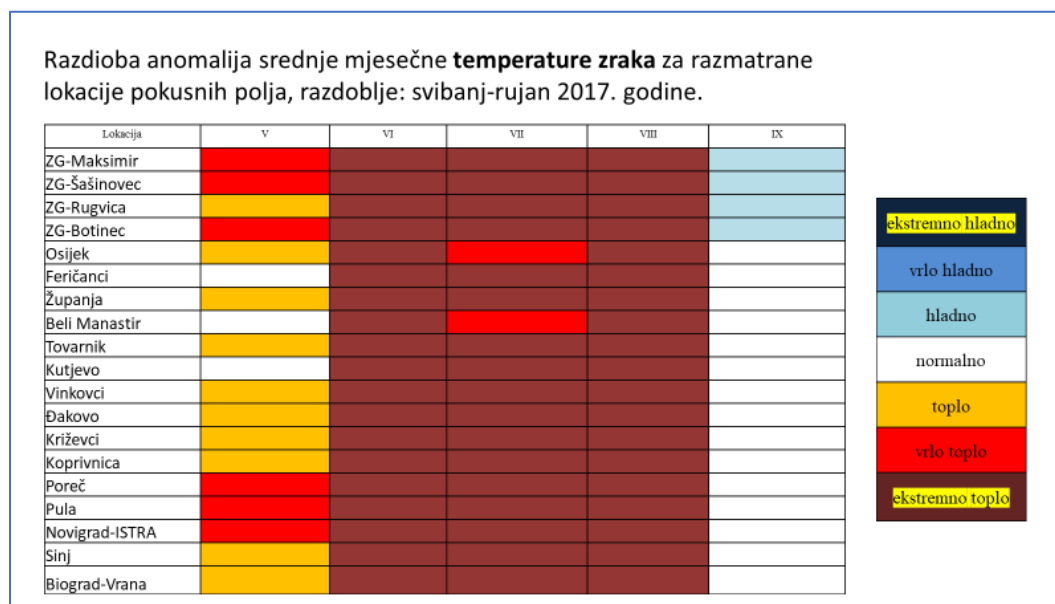 Razdioba anomalija srednje mjesečne temperature zraka za razmatrane
lokacije pokusnih polja, razdoblje: svibanj-rujan 2017. godine.
Lokacija V VI VII VIII IX
ZG-Maksimir
ZG-Šašinovec
ZG-Rugvica
ZG-Botinec
Osijek
Feričanci
Županja
Beli Manastir
Tovarnik
Kutjevo
Vinkovci
Đakovo
Križevci
Koprivnica
Poreč
Pula
Novigrad-ISTRA
Sinj
Biograd-Vrana
ekstremno hladno
vrlo hladno
hladno
normalno
toplo
vrlo toplo
ekstremno toplo